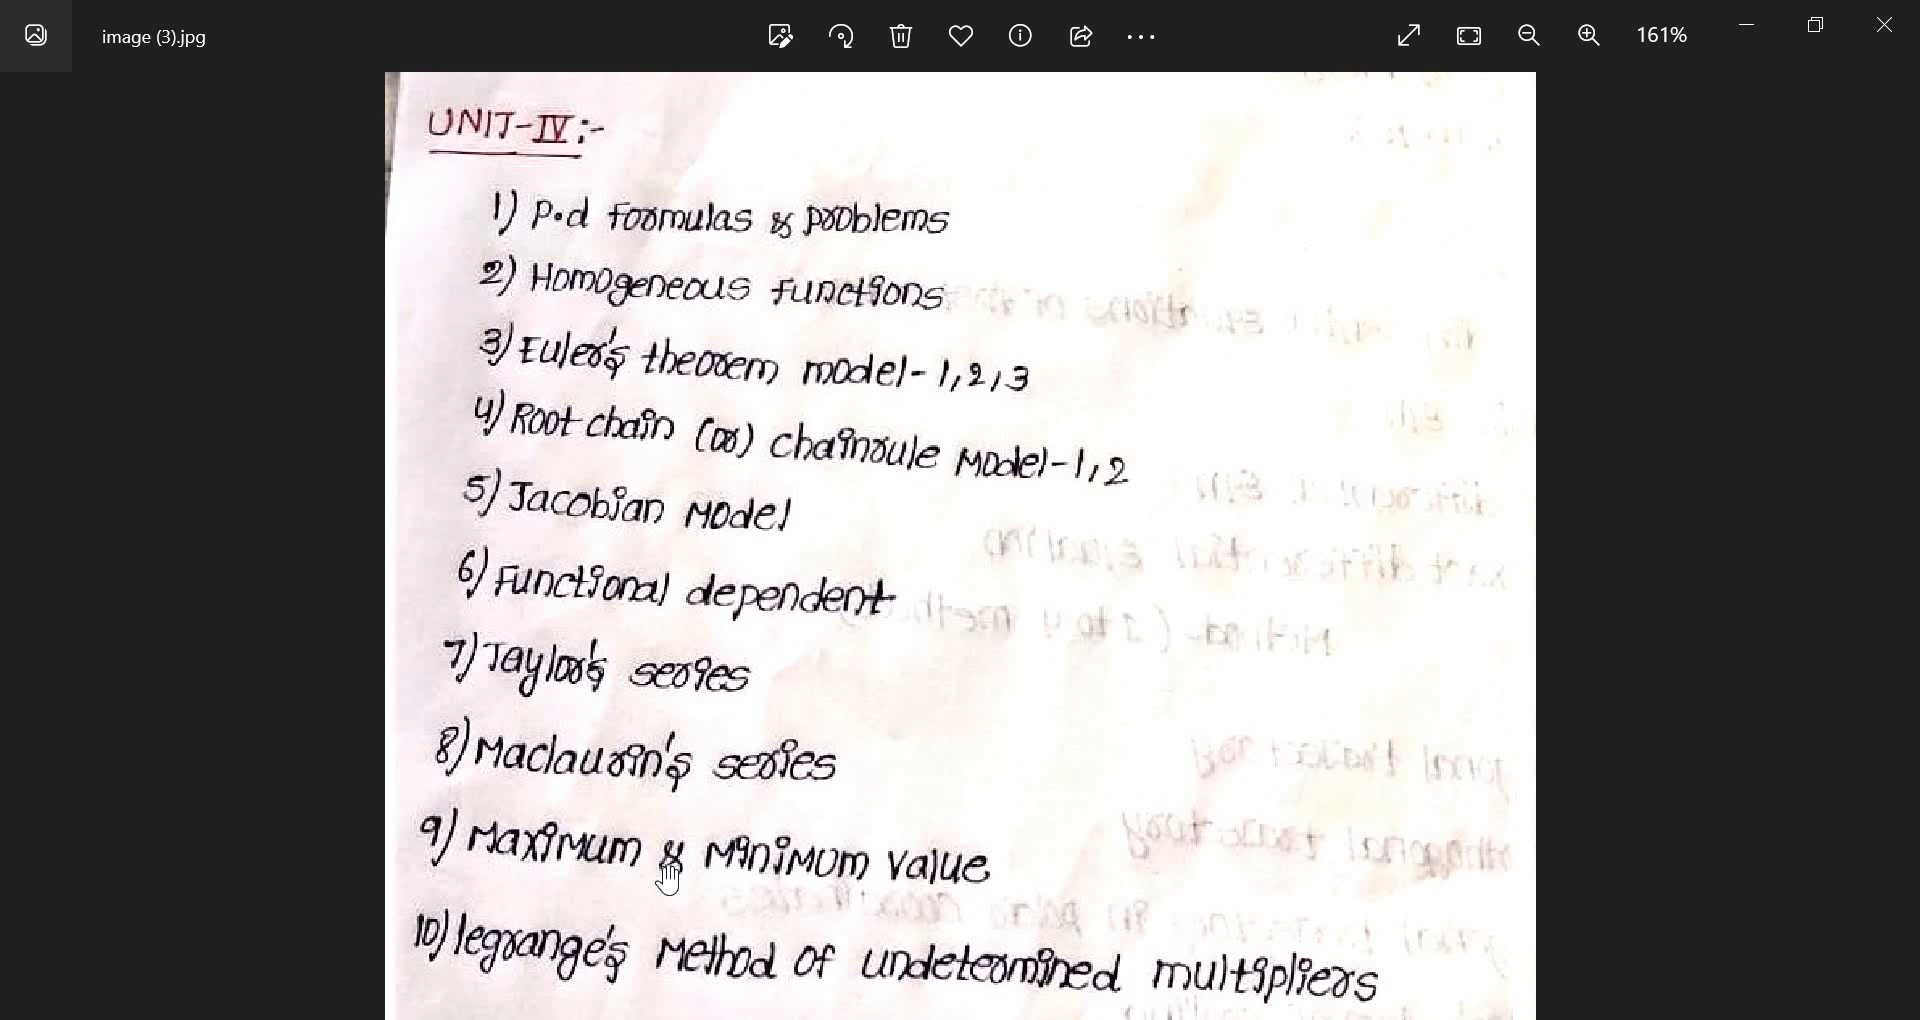 image (3).jpg
161%
UNIT-IV:-
1) P.d formulas & problems
2) Homogeneous functions
3) Euler's theorem model-1,2,3
4) Root chain (or) chainrule Model-1,2
5) Jacobian Model
6) Functional dependent
7) Taylor's series
8) Maclaurin's series
9) Maximum & Minimum value
10) legrange's Method of undetermined multipliers